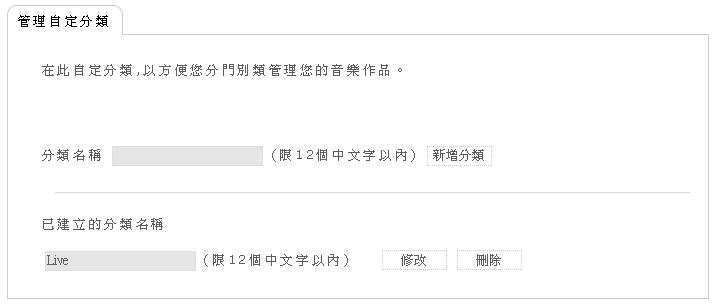 管理自定分類
在此自定分類,以方便您分門別類管理您的音樂作品。
分類名稱 (限12個中文字以內) 新增分類
已建立的分類名稱
Live (限12個中文字以內) 修改 刪除